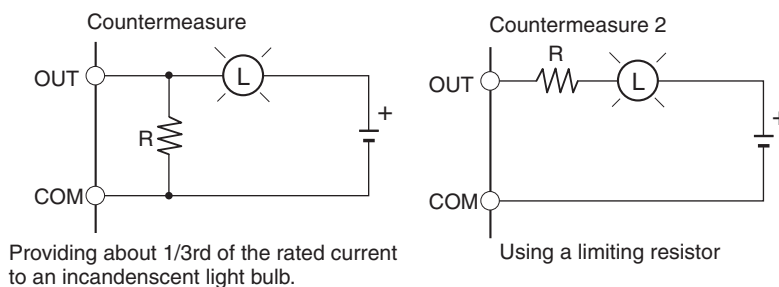 Countermeasure
OUT
L
R
+
COM
Providing about 1/3rd of the rated current
to an incandenscent light bulb.
Countermeasure 2
R
OUT
L
+
COM
Using a limiting resistor